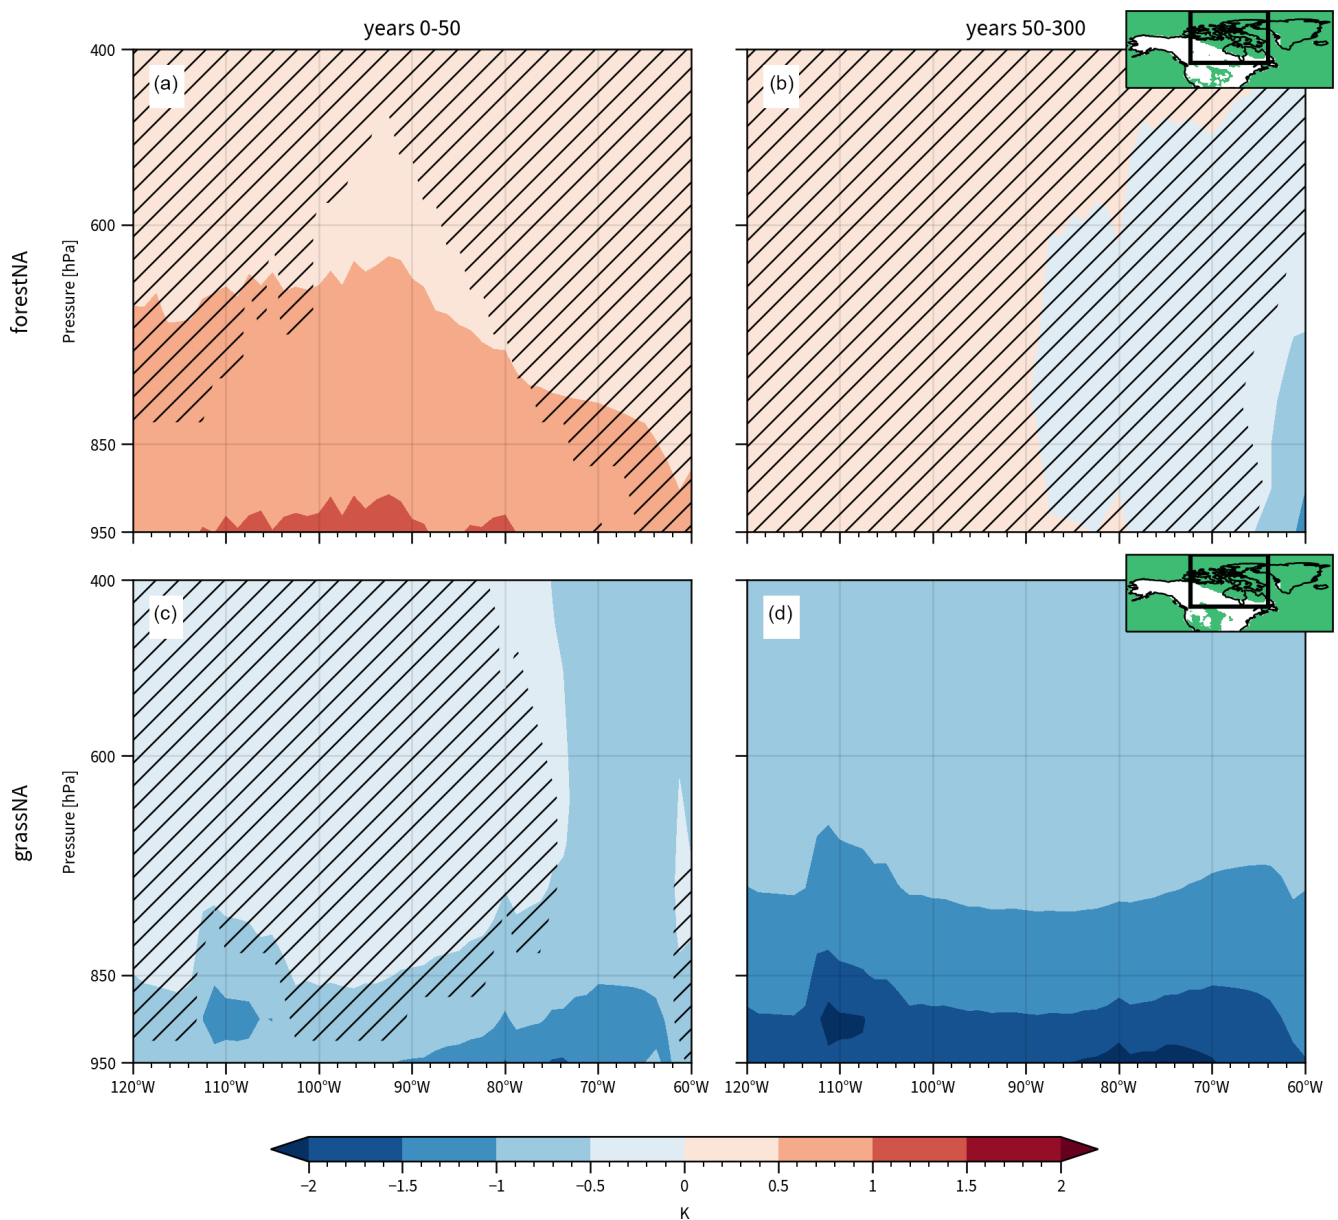 years 0-50
years 50-300
(a)
(b)
400
600
850
950
Pressure [hPa]
forestNA
(c)
(d)
400
600
850
950
Pressure [hPa]
grassNA
120°W 110°W 100°W 90°W 80°W 70°W 60°W
120°W 110°W 100°W 90°W 80°W 70°W 60°W
−2 −1.5 −1 −0.5 0 0.5 1 1.5 2
K